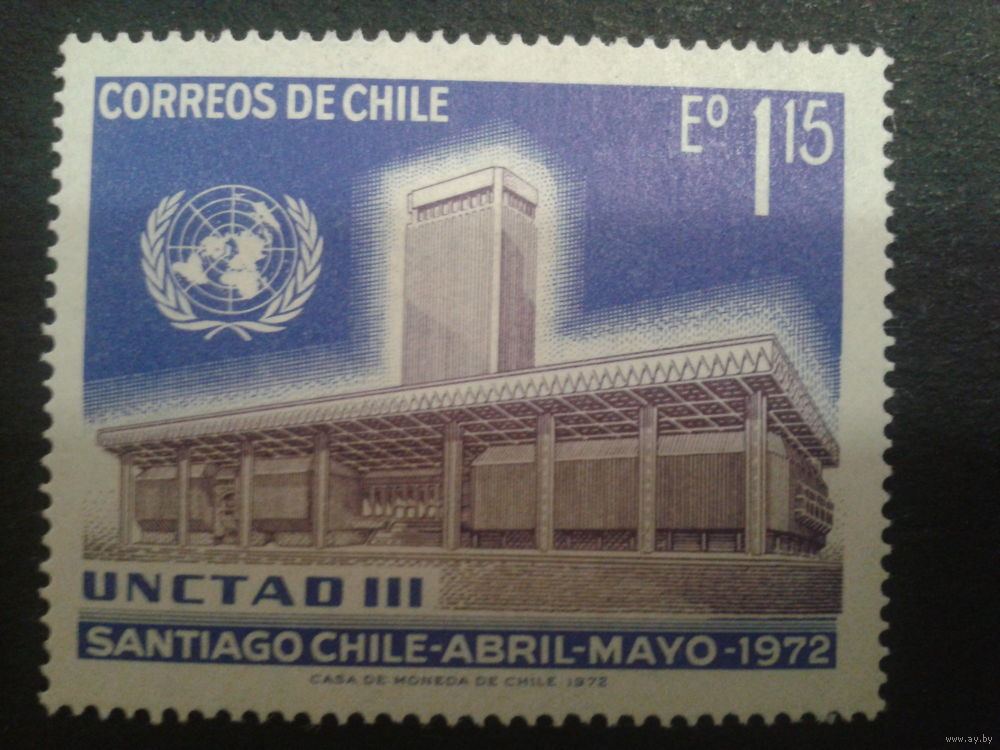 CORREOS DE CHILE
Eº 1 15
UNCTAD III
SANTIAGO CHILE-ABRIL-MAYO-1972
CASA DE MONEDA DE CHILE 1972
www.ay.by